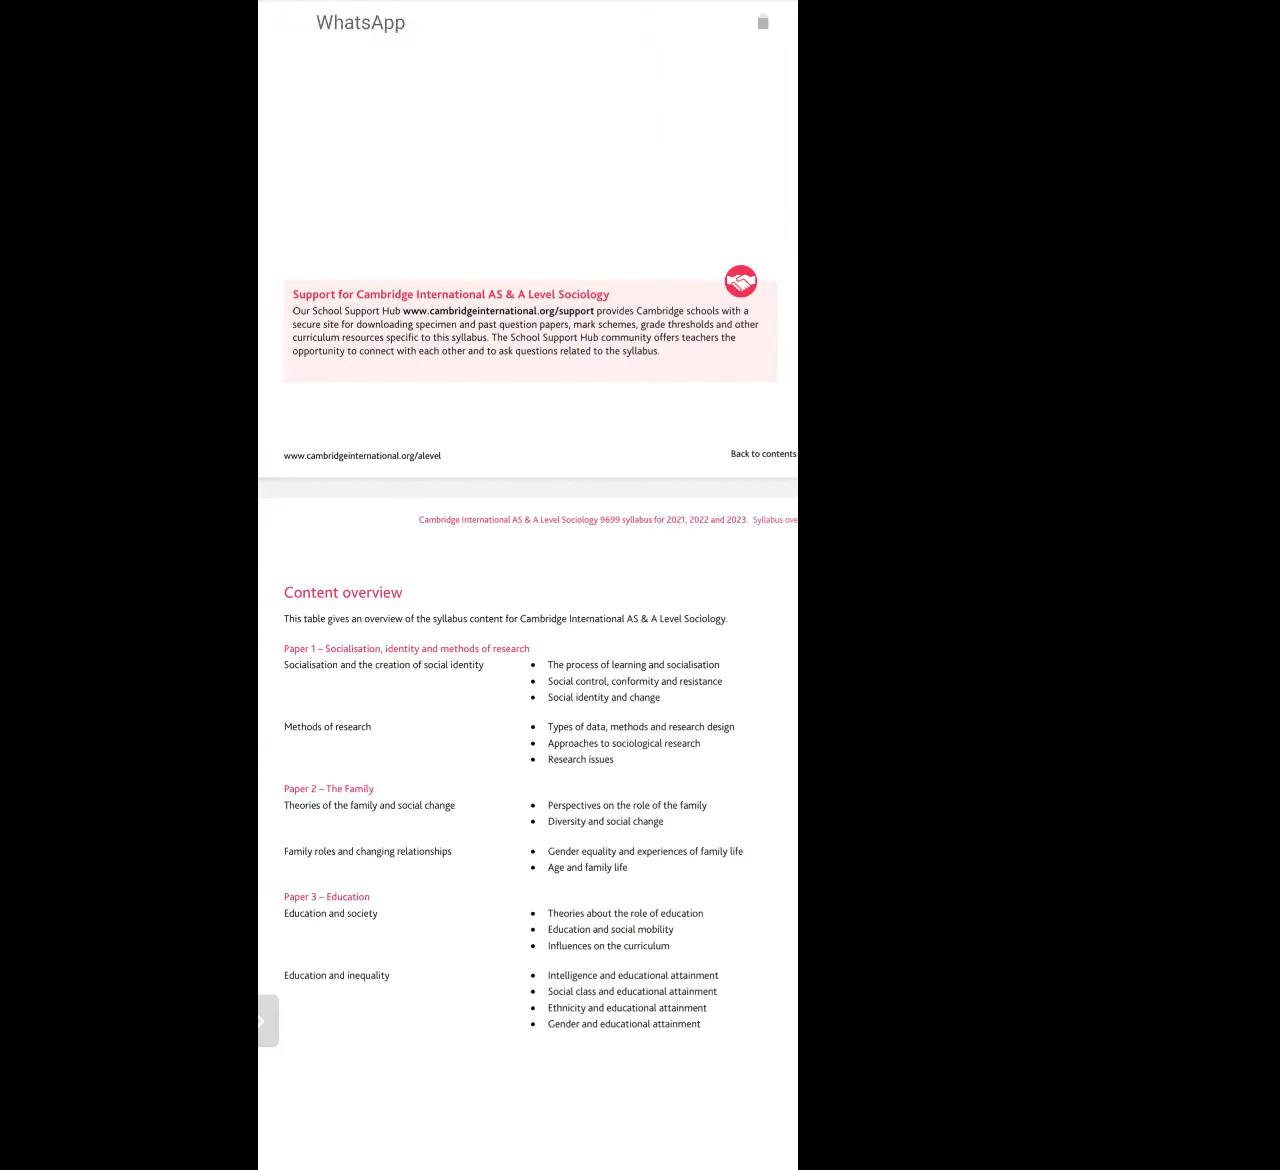 WhatsApp
Support for Cambridge International AS & A Level Sociology
Our School Support Hub www.cambridgeinternational.org/support provides Cambridge schools with a
secure site for downloading specimen and past question papers, mark schemes, grade thresholds and other
curriculum resources specific to this syllabus. The School Support Hub community offers teachers the
opportunity to connect with each other and to ask questions related to the syllabus.
www.cambridgeinternational.org/alevel
Back to contents
Cambridge International AS & A Level Sociology 9699 syllabus for 2021, 2022 and 2023. Syllabus ove
Content overview
This table gives an overview of the syllabus content for Cambridge International AS & A Level Sociology.
Paper 1 – Socialisation, identity and methods of research
Socialisation and the creation of social identity
• The process of learning and socialisation
• Social control, conformity and resistance
• Social identity and change
Methods of research
• Types of data, methods and research design
• Approaches to sociological research
• Research issues
Paper 2 – The Family
Theories of the family and social change
• Perspectives on the role of the family
• Diversity and social change
Family roles and changing relationships
• Gender equality and experiences of family life
• Age and family life
Paper 3 – Education
Education and society
• Theories about the role of education
• Education and social mobility
• Influences on the curriculum
Education and inequality
• Intelligence and educational attainment
• Social class and educational attainment
• Ethnicity and educational attainment
• Gender and educational attainment